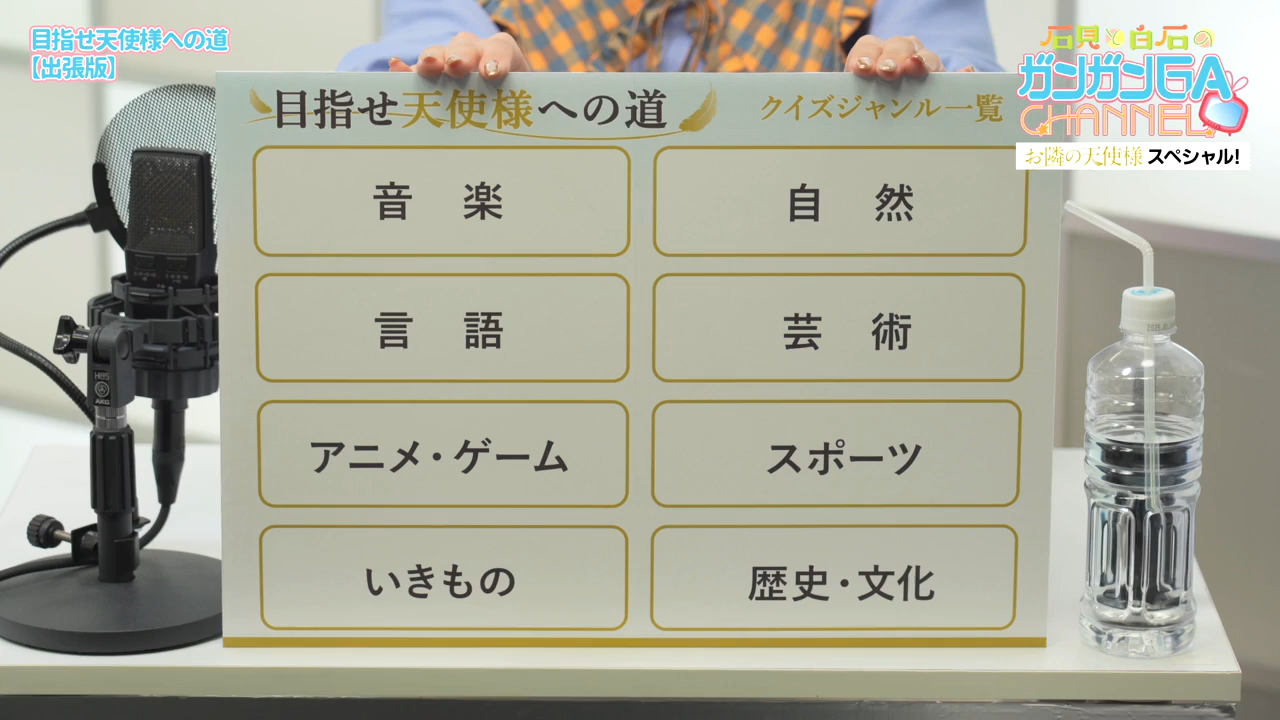 目指せ天使様への道
【出張版】
石見と白石の
ガンガンGA
CHANNEL
お隣の天使様 スペシャル!
目指せ天使様への道
クイズジャンル一覧
音 楽
自 然
言 語
芸 術
アニメ・ゲーム
スポーツ
いきもの
歴史・文化
H85
AKG